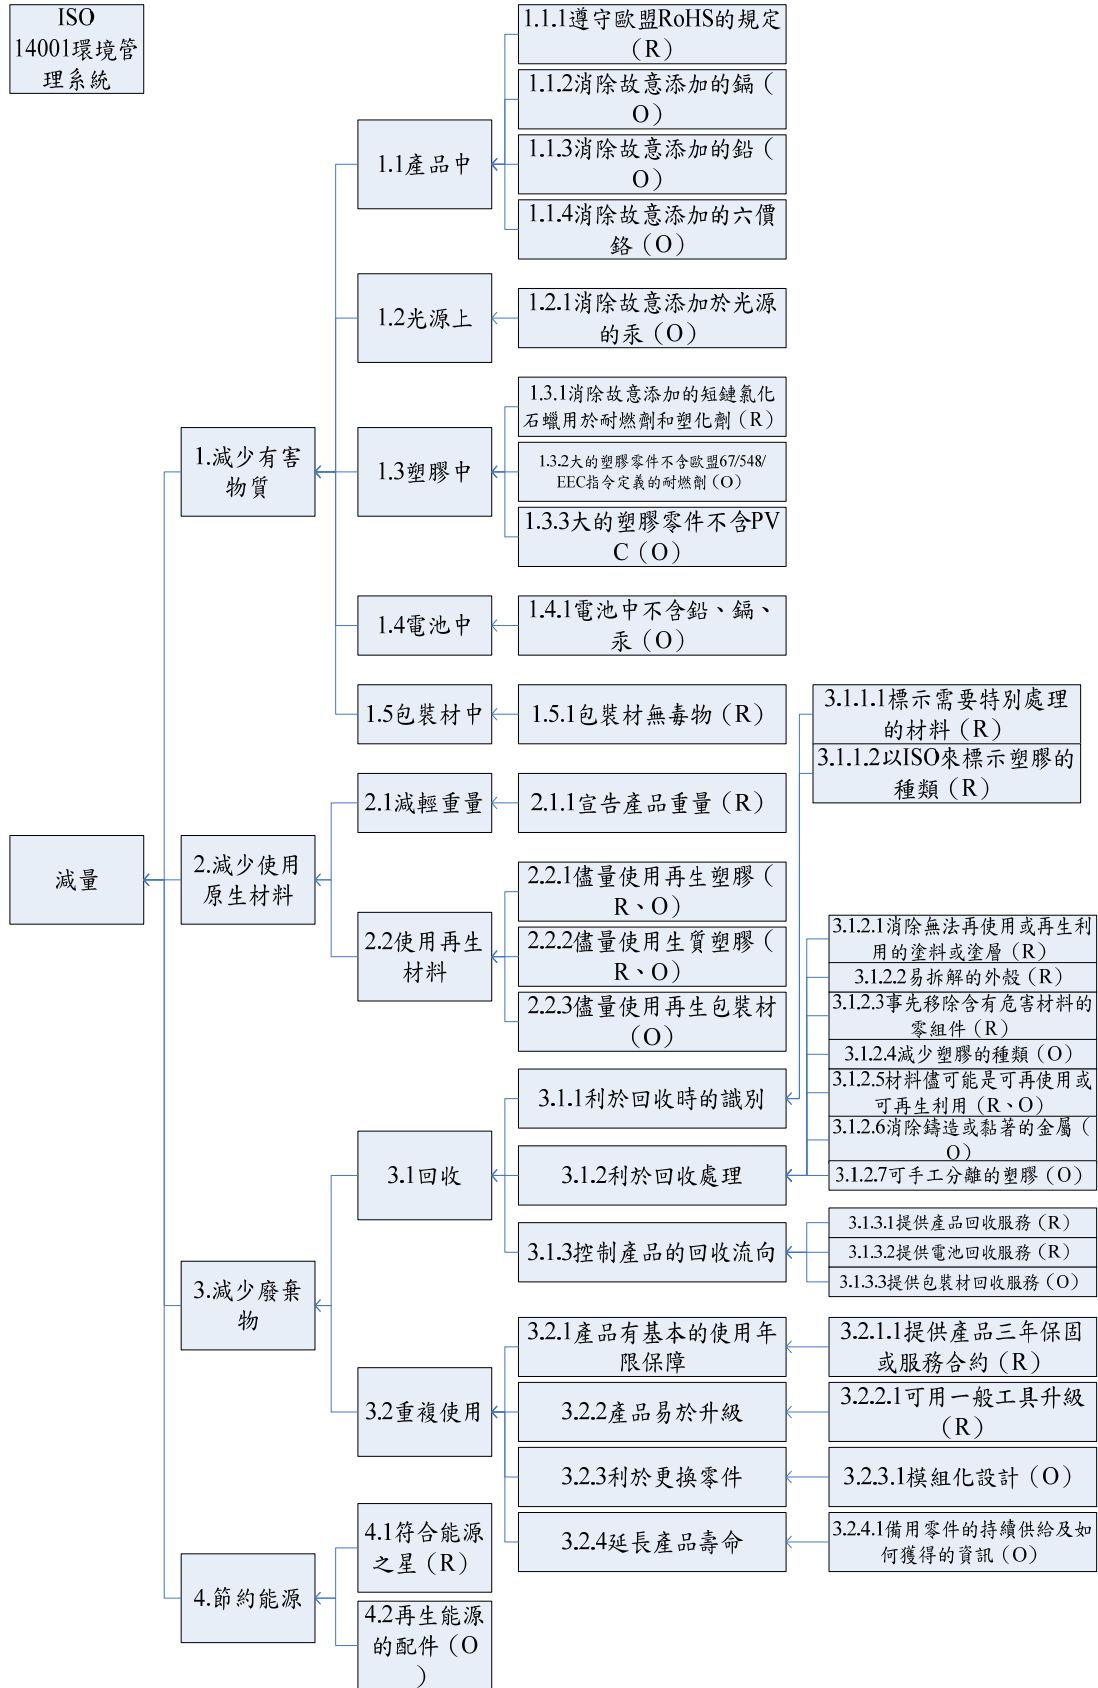 ISO
14001環境管
理系統
1.1.1遵守歐盟RoHS的規定
（R）
1.1.2消除故意添加的鎘（
O）
1.1產品中
1.1.3消除故意添加的鉛（
O）
1.1.4消除故意添加的六價
鉻（O）
1.2光源上
1.2.1消除故意添加於光源
的汞（O）
1.減少有害
物質
1.3塑膠中
1.3.1消除故意添加的短鏈氯化
石蠟用於耐燃劑和塑化劑（R）
1.3.2大的塑膠零件不含歐盟67/548/
EEC指令定義的耐燃劑（O）
1.3.3大的塑膠零件不含PV
C（O）
1.4電池中
1.4.1電池中不含鉛、鎘、
汞（O）
1.5包裝材中
1.5.1包裝材無毒物（R）
3.1.1.1標示需要特別處理
的材料（R）
3.1.1.2以ISO來標示塑膠的
種類（R）
減量
2.減少使用
原生材料
2.1減輕重量
2.1.1宣告產品重量（R）
2.2使用再生
材料
2.2.1儘量使用再生塑膠（
R、O）
2.2.2儘量使用生質塑膠（
R、O）
2.2.3儘量使用再生包裝材
（O）
3.1.2.1消除無法再使用或再生利
用的塗料或塗層（R）
3.1.2.2易拆解的外殼（R）
3.1.2.3事先移除含有危害材料的
零組件（R）
3.1.2.4減少塑膠的種類（O）
3.1.2.5材料儘可能是可再使用或
可再生利用（R、O）
3.1.2.6消除鑄造或黏著的金屬（
O）
3.1.2.7可手工分離的塑膠（O）
3.1.1利於回收時的識別
3.1回收
3.1.2利於回收處理
3.1.3控制產品的回收流向
3.1.3.1提供產品回收服務（R）
3.1.3.2提供電池回收服務（R）
3.1.3.3提供包裝材回收服務（O）
3.減少廢棄
物
3.2重複使用
3.2.1產品有基本的使用年
限保障
3.2.1.1提供產品三年保固
或服務合約（R）
3.2.2產品易於升級
3.2.2.1可用一般工具升級
（R）
3.2.3利於更換零件
3.2.3.1模組化設計（O）
3.2.4延長產品壽命
3.2.4.1備用零件的持續供給及如
何獲得的資訊（O）
4.節約能源
4.1符合能源
之星（R）
4.2再生能源
的配件（O
）